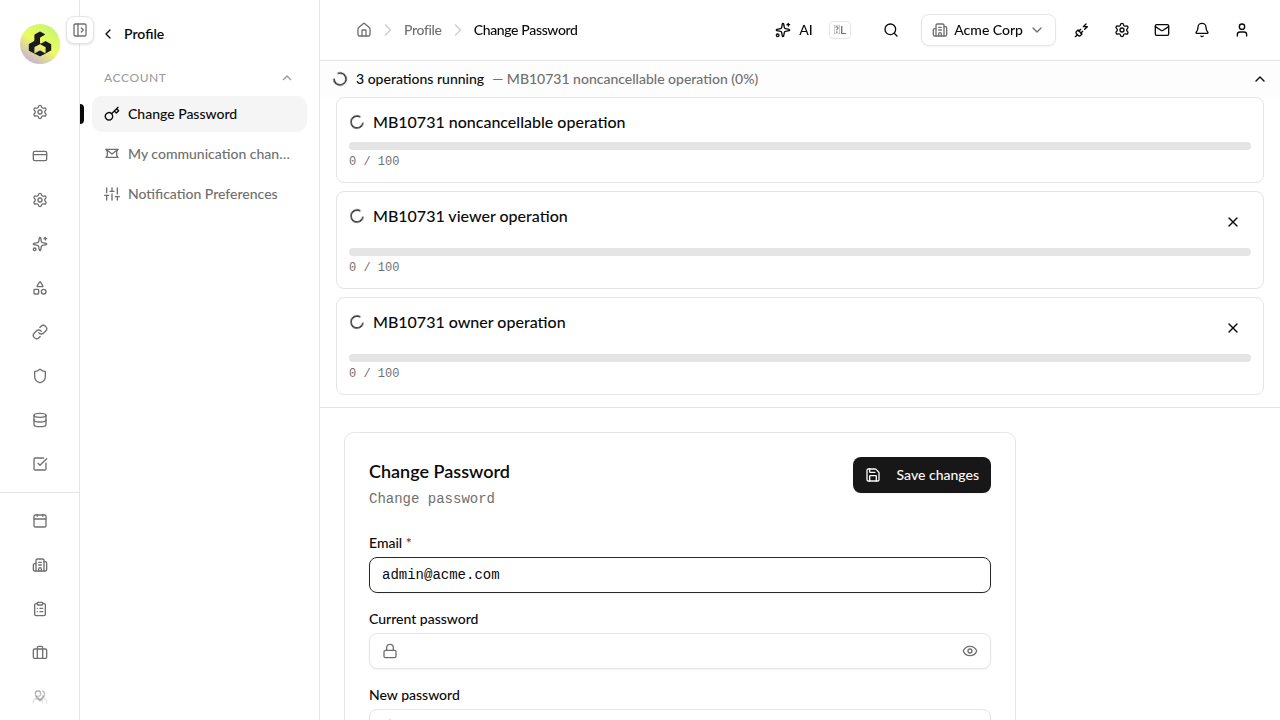 Profile
ACCOUNT
Change Password
My communication chan...
Notification Preferences
Profile
Change Password
AI
Acme Corp
3 operations running — MB10731 noncancellable operation (0%)
MB10731 noncancellable operation
0 / 100
MB10731 viewer operation
0 / 100
MB10731 owner operation
0 / 100
Change Password
Save changes
Change password
Email *
admin@acme.com
Current password
New password